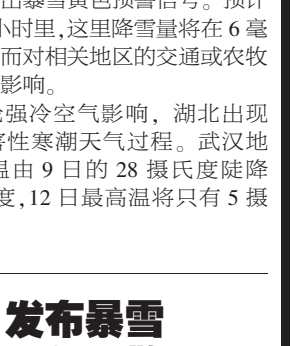 出暴雪黄色预警信号。预计
小时里,这里降雪量将在 6 毫
而对相关地区的交通或农牧
影响。
强冷空气影响，湖北出现
害性寒潮天气过程。武汉地
温由 9 日的 28 摄氏度陡降
度,12 日最高温将只有 5 摄
发布暴雪